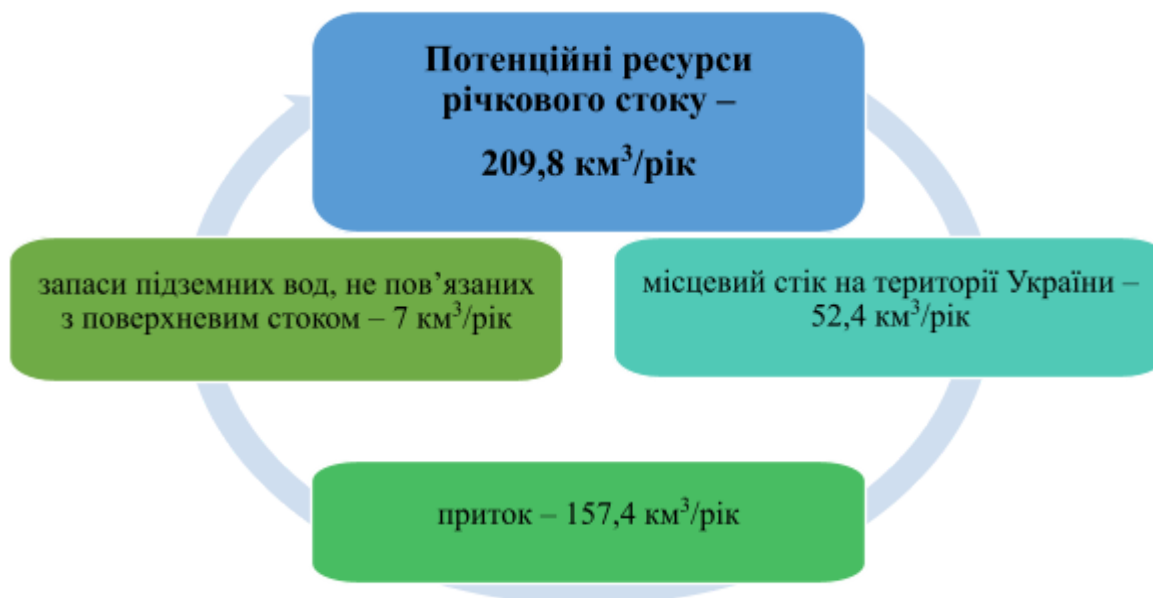 Потенційні ресурси
річкового стоку –
209,8 км³/рік
запаси підземних вод, не пов’язаних
з поверхневим стоком – 7 км³/рік
місцевий стік на території України –
52,4 км³/рік
приток – 157,4 км³/рік